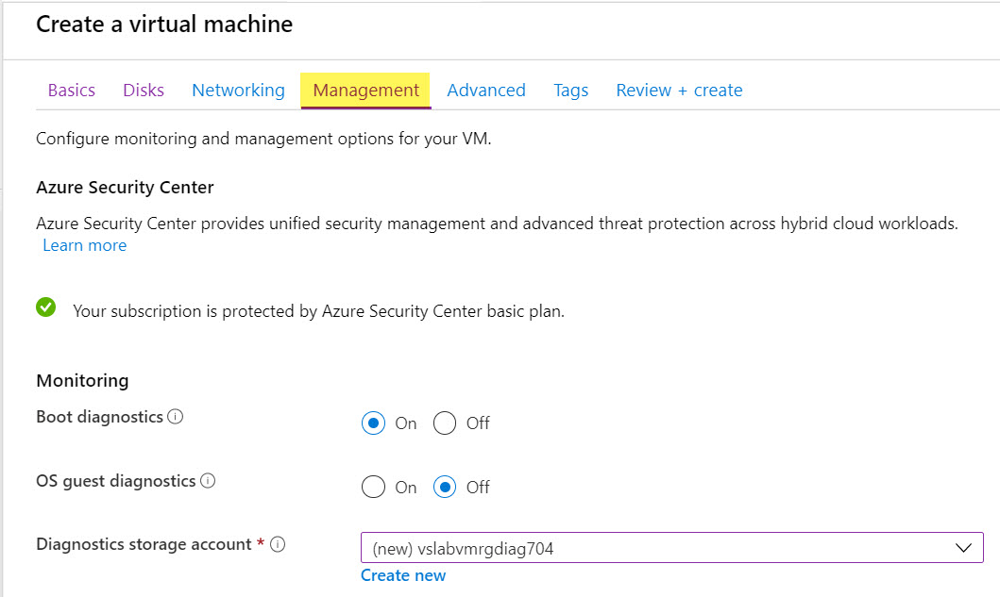 Create a virtual machine
Basics Disks Networking Management Advanced Tags Review + create
Configure monitoring and management options for your VM.
Azure Security Center
Azure Security Center provides unified security management and advanced threat protection across hybrid cloud workloads.
Learn more
Your subscription is protected by Azure Security Center basic plan.
Monitoring
Boot diagnostics On Off
OS guest diagnostics On Off
Diagnostics storage account * (new) vslabvmrgdiag704
Create new